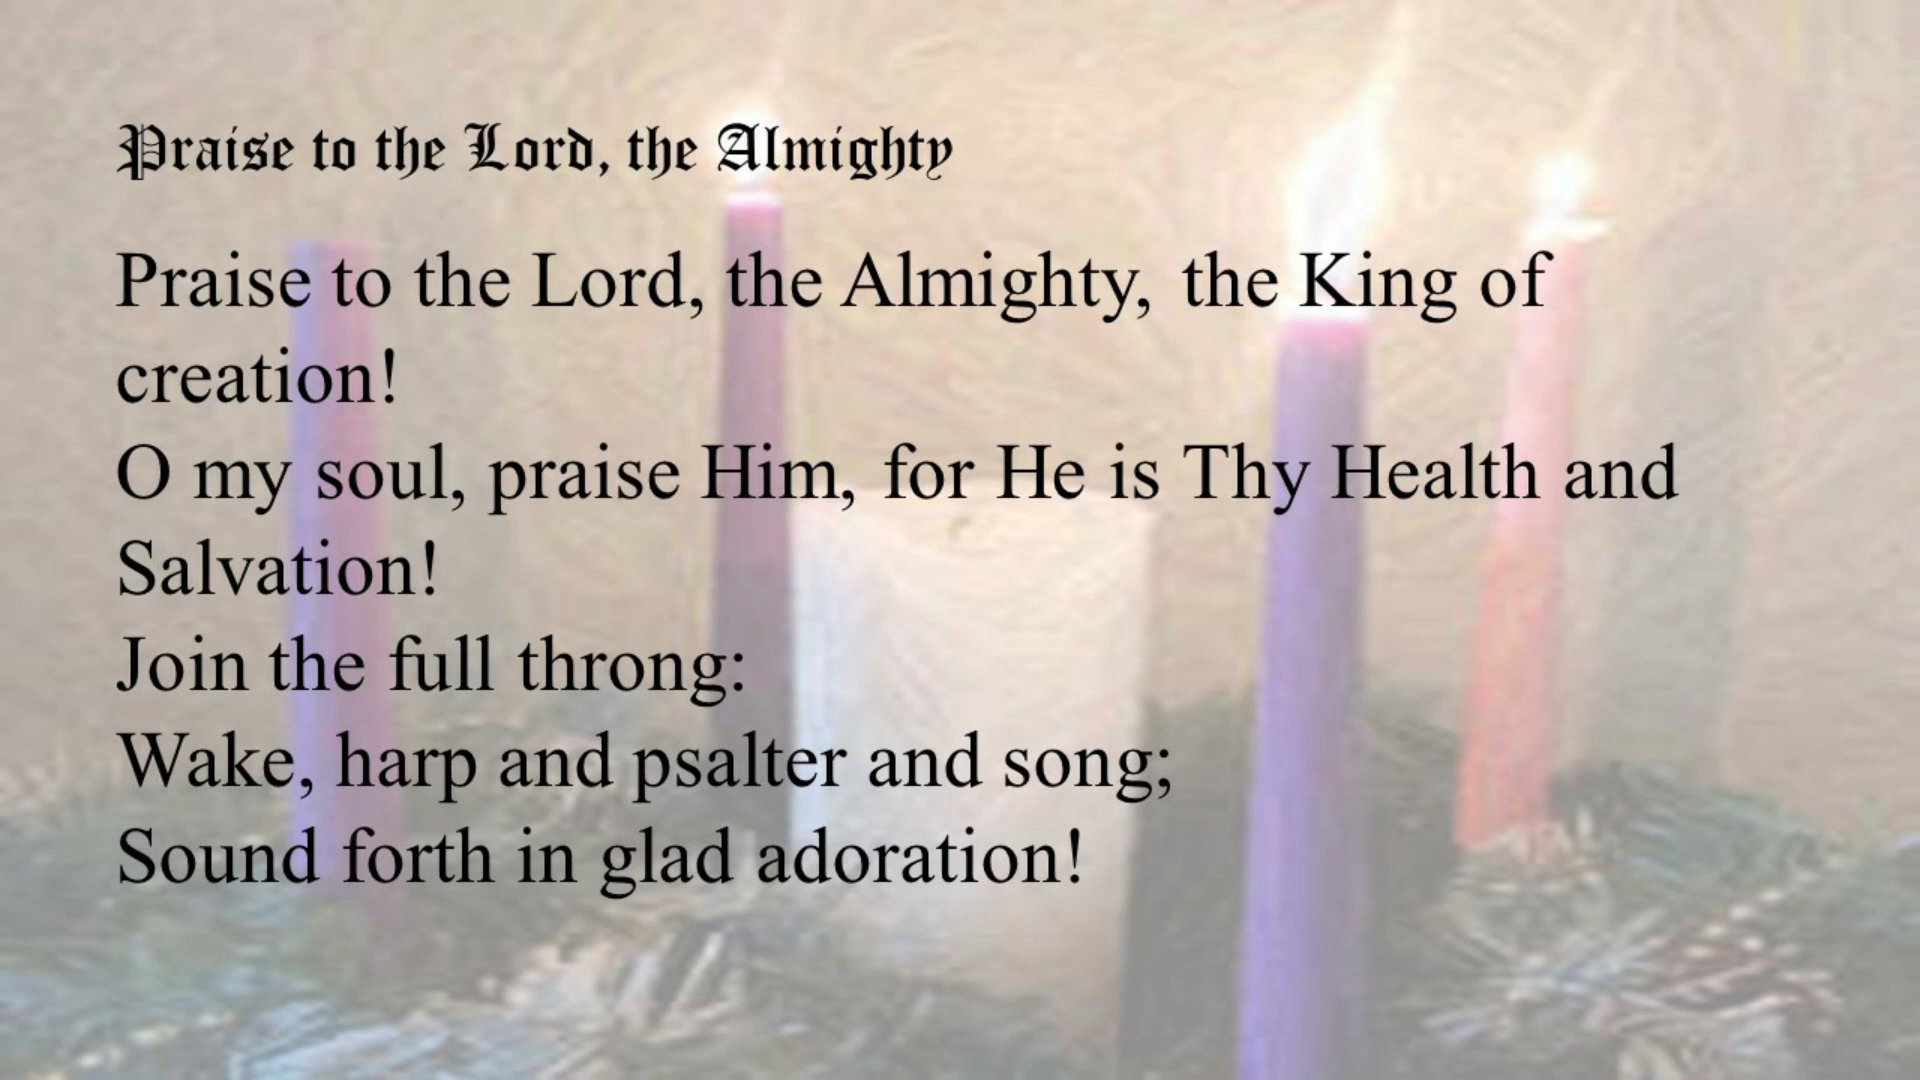 Praise to the Lord, the Almighty
Praise to the Lord, the Almighty, the King of
creation!
O my soul, praise Him, for He is Thy Health and
Salvation!
Join the full throng:
Wake, harp and psalter and song;
Sound forth in glad adoration!